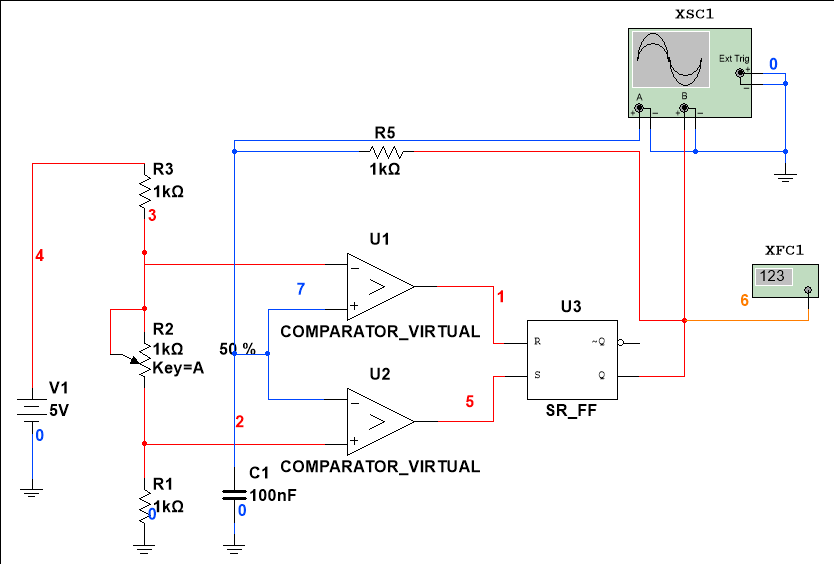 XSC1
Ext Trig
+
−
0
A
B
+
−
+
−
R5
1kΩ
R3
1kΩ
3
4
U1
−
+
7
COMPARATOR_VIRTUAL
1
XFC1
123
6
U3
R
~Q
S
Q
SR_FF
R2
1kΩ
Key=A
50 %
U2
−
+
COMPARATOR_VIRTUAL
5
2
V1
5V
0
R1
1kΩ
0
C1
100nF
0